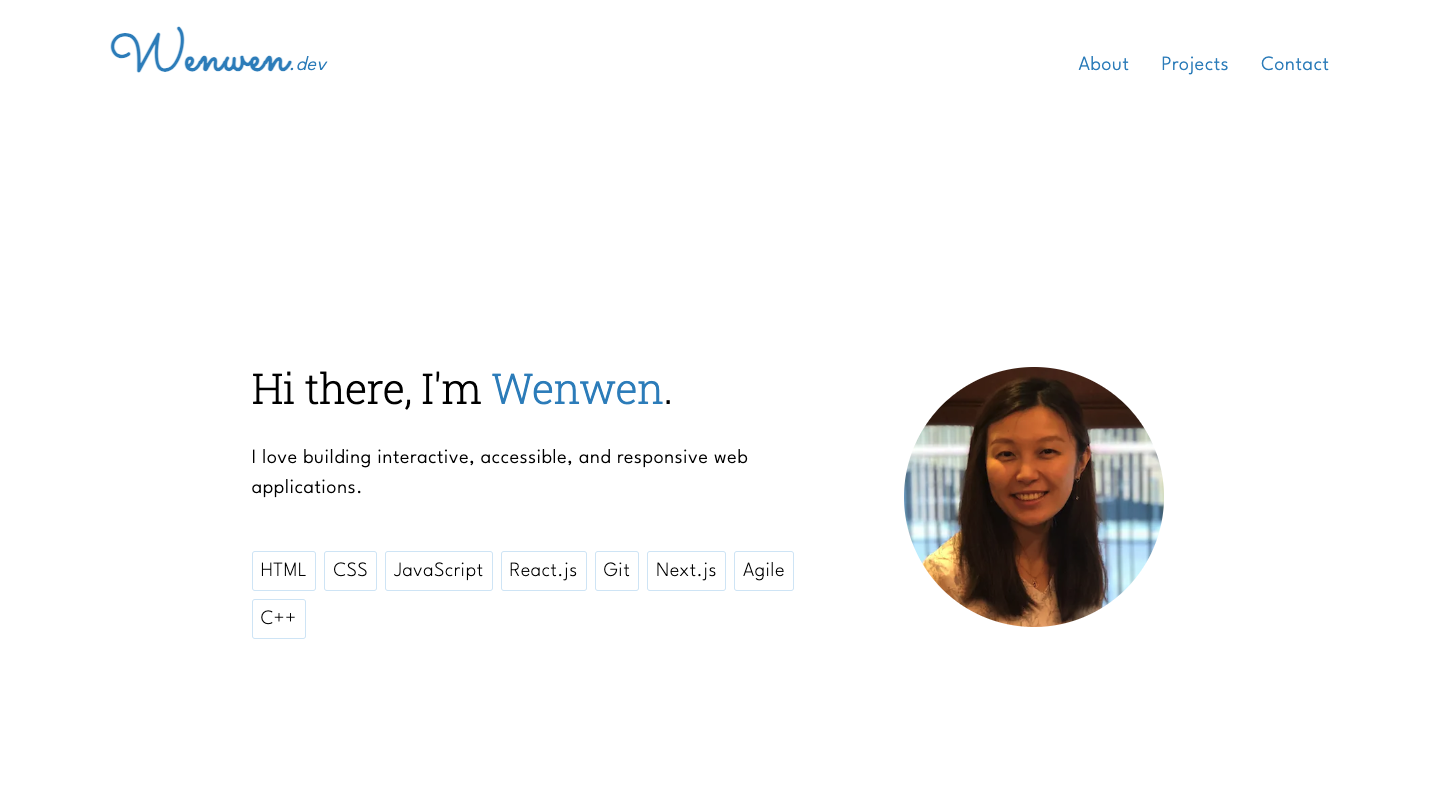 Wenwen.dev
About Projects Contact
Hi there, I'm Wenwen.
I love building interactive, accessible, and responsive web
applications.
HTML CSS JavaScript React.js Git Next.js Agile
C++